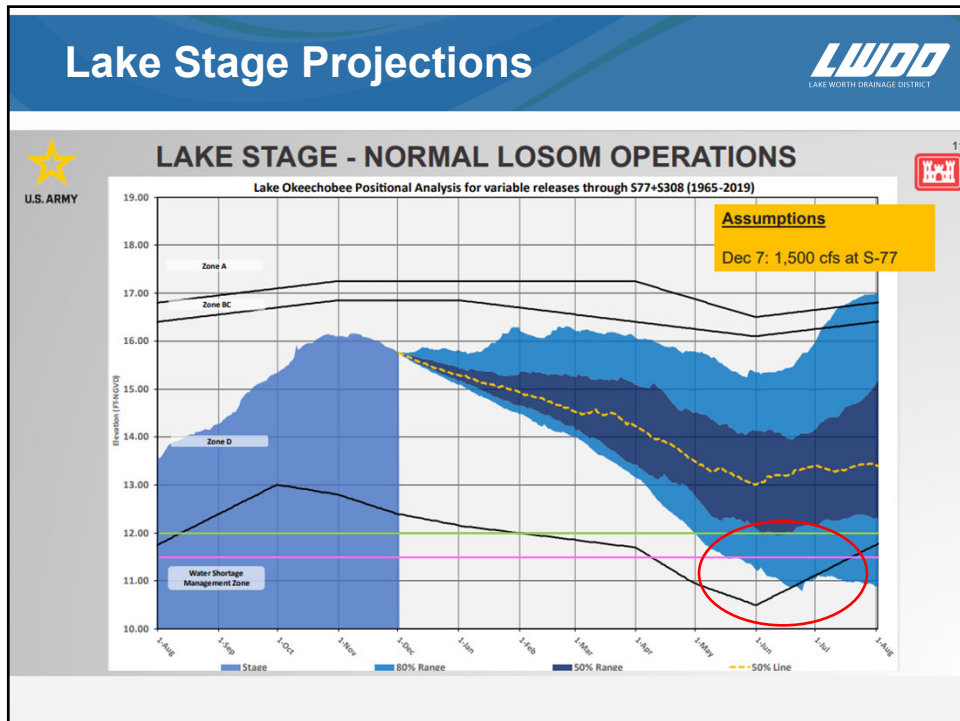 Lake Stage Projections
LWDD
LAKE WORTH DRAINAGE DISTRICT
U.S. ARMY
LAKE STAGE - NORMAL LOSOM OPERATIONS
Lake Okeechobee Positional Analysis for variable releases through S77+S308 (1965-2019)
Assumptions
Dec 7: 1,500 cfs at S-77
Elevation (FT-NGVD)
19.00
18.00
17.00
16.00
15.00
14.00
13.00
12.00
11.00
10.00
Zone A
Zone BC
Zone D
Water Shortage
Management Zone
1-Aug
1-Sep
1-Oct
1-Nov
1-Dec
1-Jan
1-Feb
1-Mar
1-Apr
1-May
1-Jun
1-Jul
1-Aug
Stage
80% Range
50% Range
50% Line